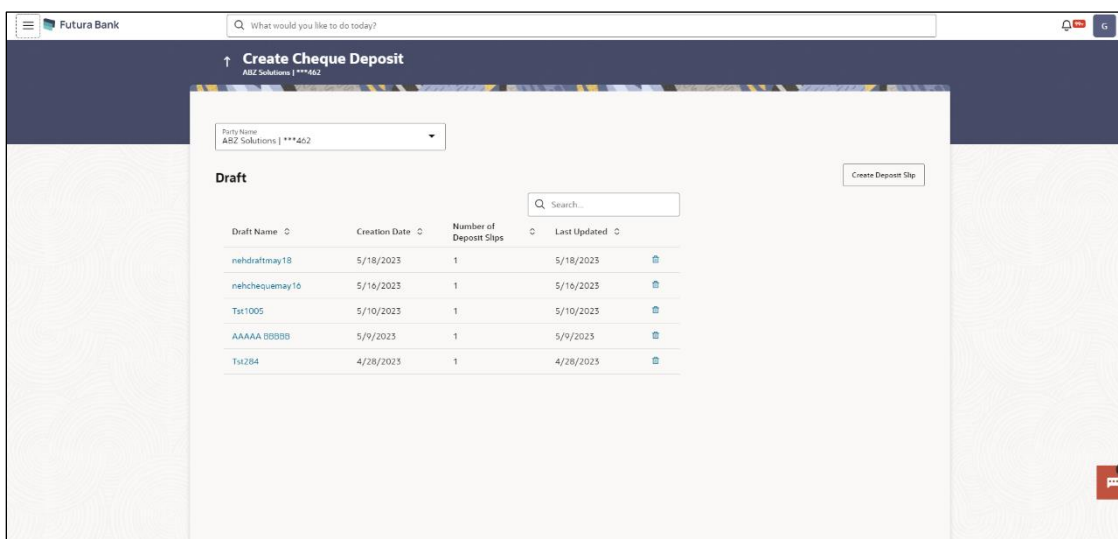 Futura Bank
What would you like to do today?
99+
G
Create Cheque Deposit
ABZ Solutions | ***462
Party Name
ABZ Solutions | ***462
Draft
Create Deposit Slip
Search...
Draft Name Creation Date Number of Deposit Slips Last Updated
nehdraftmay18 5/18/2023 1 5/18/2023
nehchequemay16 5/16/2023 1 5/16/2023
Tst1005 5/10/2023 1 5/10/2023
AAAAA BBBBB 5/9/2023 1 5/9/2023
Tst284 4/28/2023 1 4/28/2023